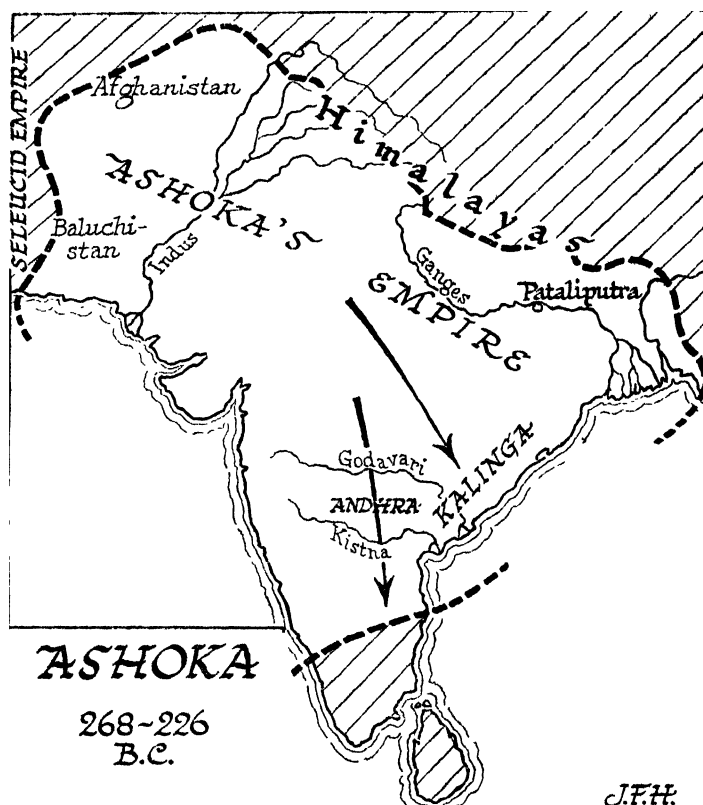 SELEUCID EMPIRE
Afghanistan
Himalayas
ASHOKA'S
EMPIRE
Baluchi-
stan
Indus
Ganges
Pataliputra
Godavari
ANDHRA
Kistna
KALINGA
ASHOKA
268-226
B.C.
J.F.H.